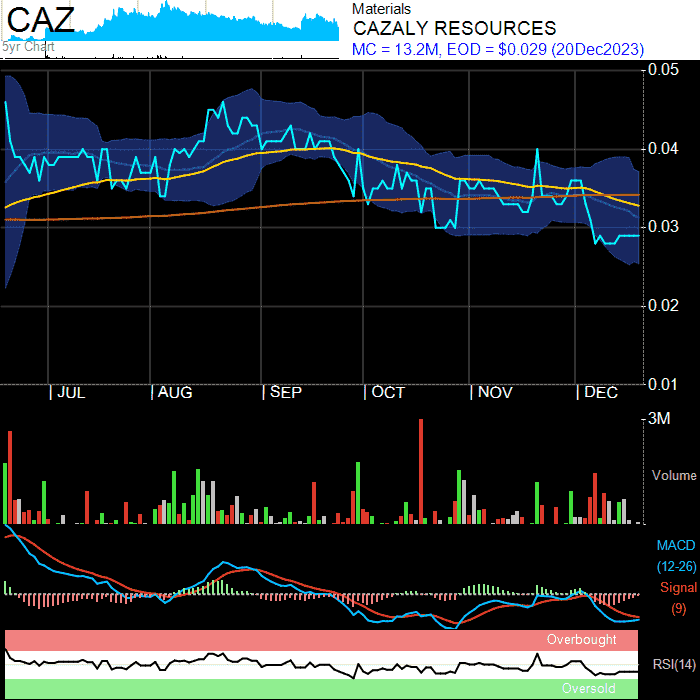 CAZ
5yr Chart
Materials
CAZALY RESOURCES
MC = 13.2M, EOD = $0.029 (20Dec2023)
0.05
0.04
0.03
0.02
0.01
| JUL | AUG | SEP | OCT | NOV | DEC
3M
Volume
MACD
(12-26)
Signal
(9)
Overbought
RSI(14)
Oversold